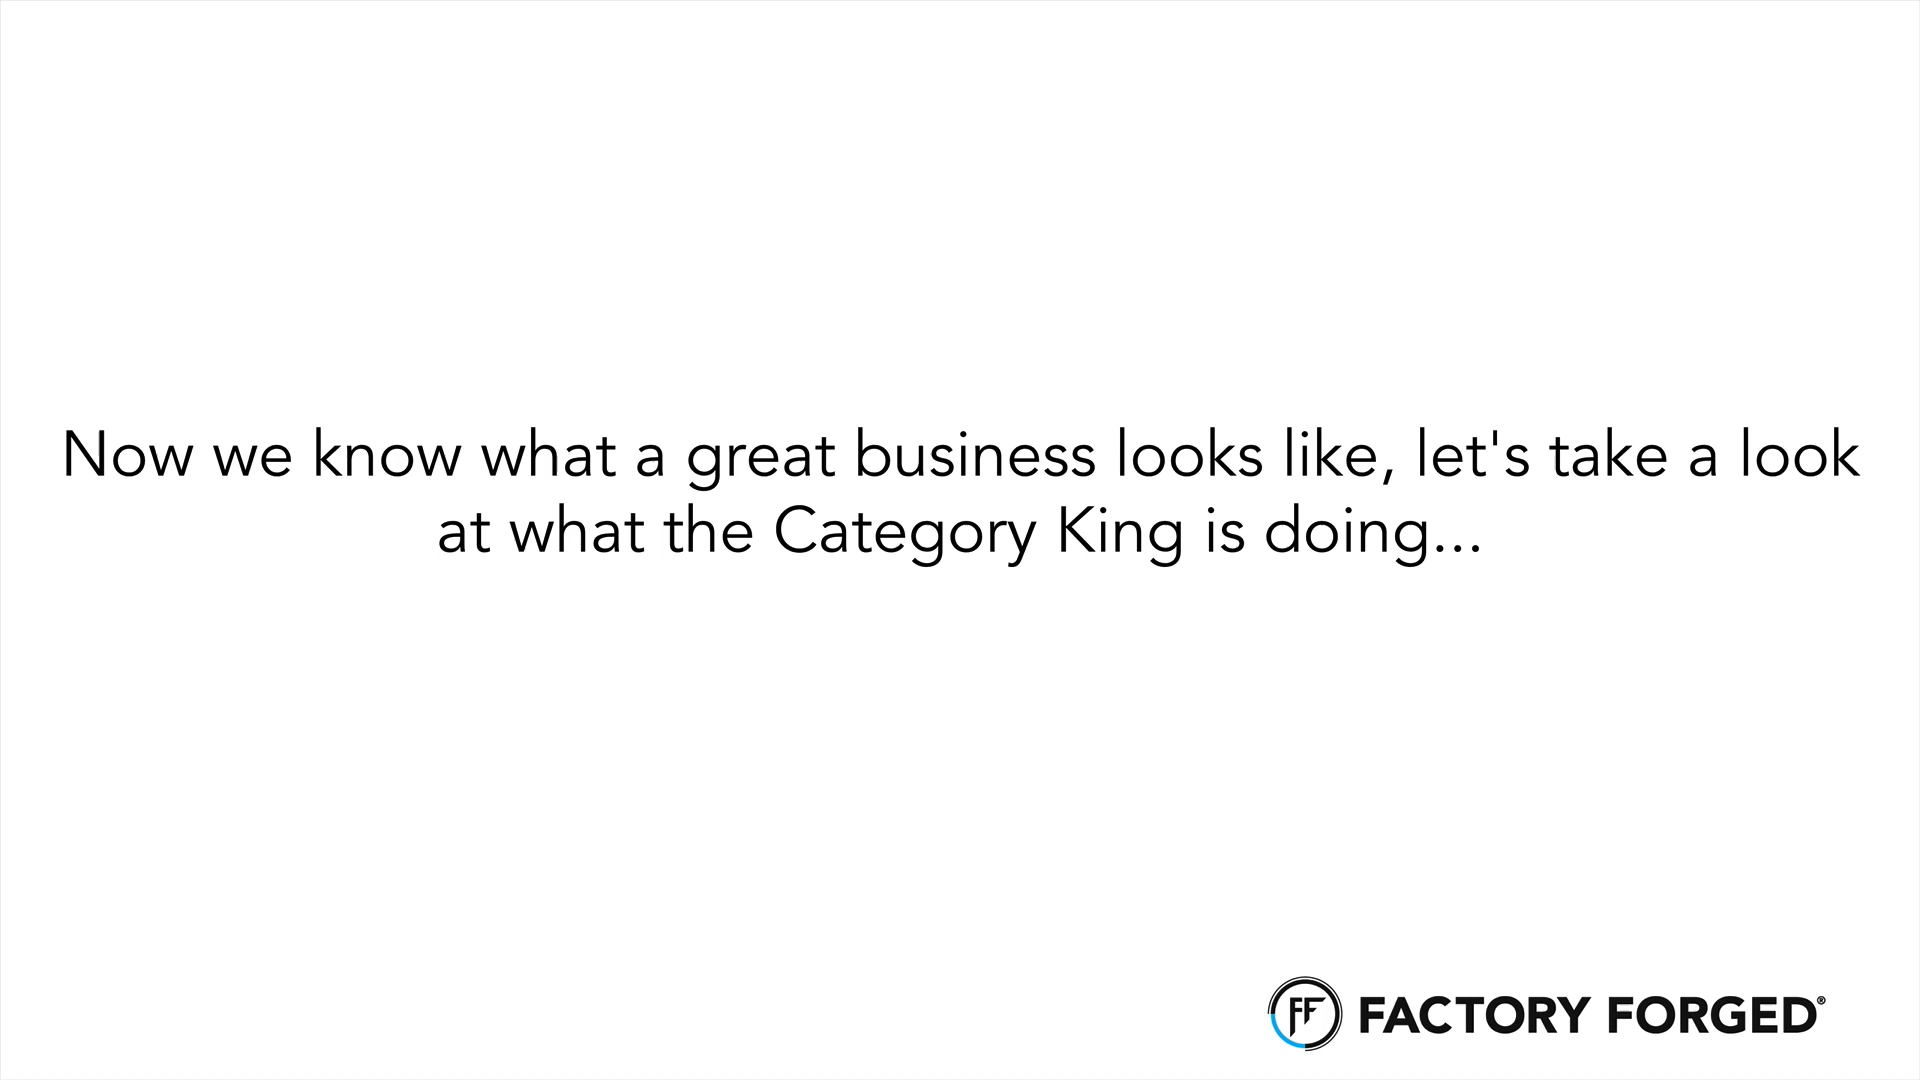 Now we know what a great business looks like, let's take a look
at what the Category King is doing...
FF FACTORY FORGED®